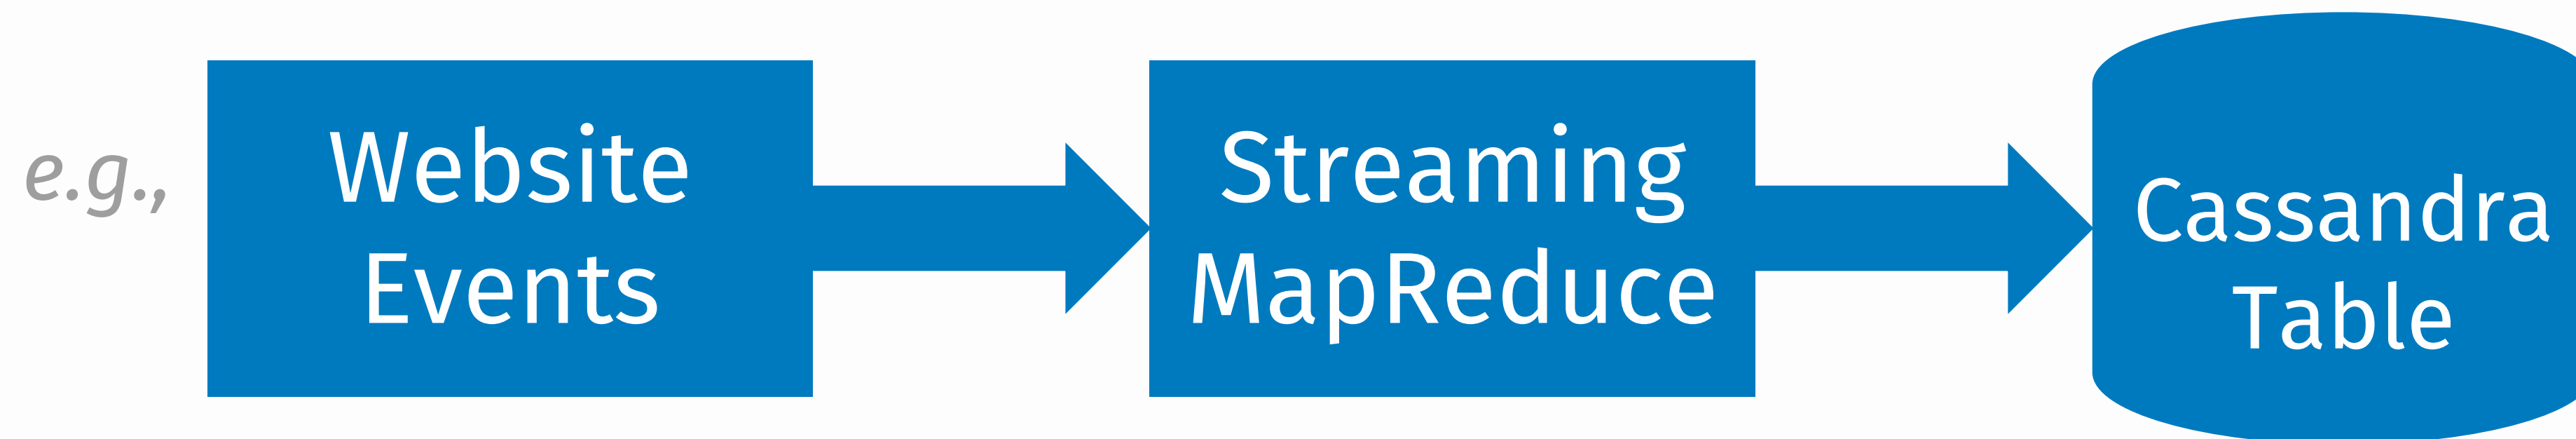 e.g.,
Website
Events
Streaming
MapReduce
Cassandra
Table